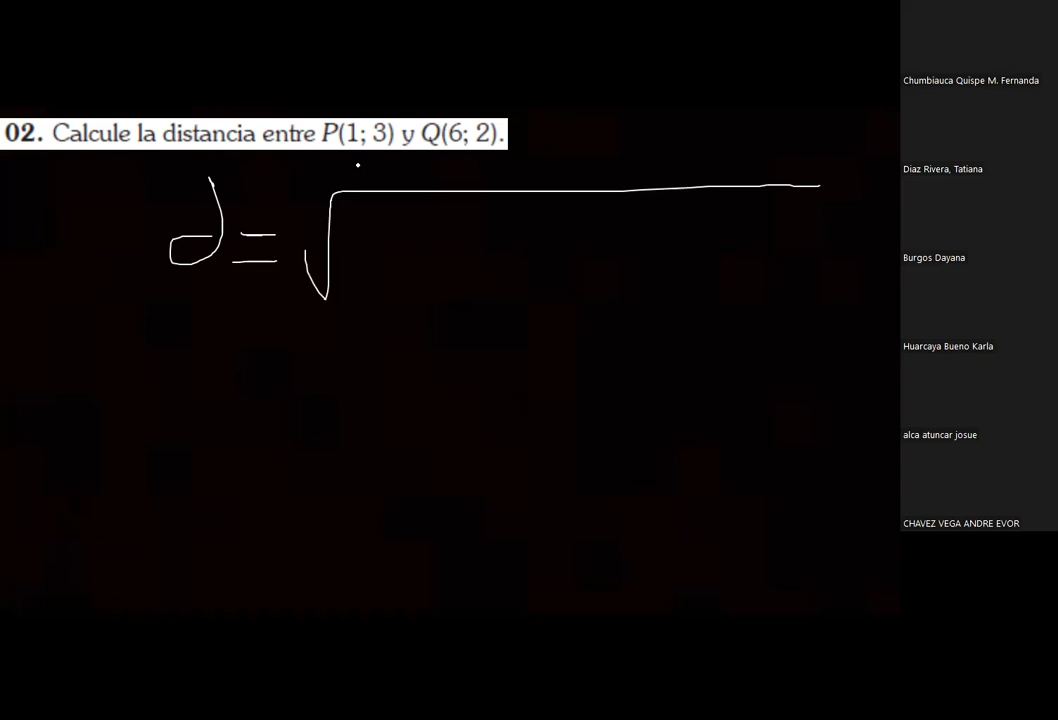 02. Calcule la distancia entre P(1; 3) y Q(6; 2).
d = √
Chumbiauca Quispe M. Fernanda
Diaz Rivera, Tatiana
Burgos Dayana
Huarcaya Bueno Karla
alca atuncar josue
CHAVEZ VEGA ANDRE EVOR